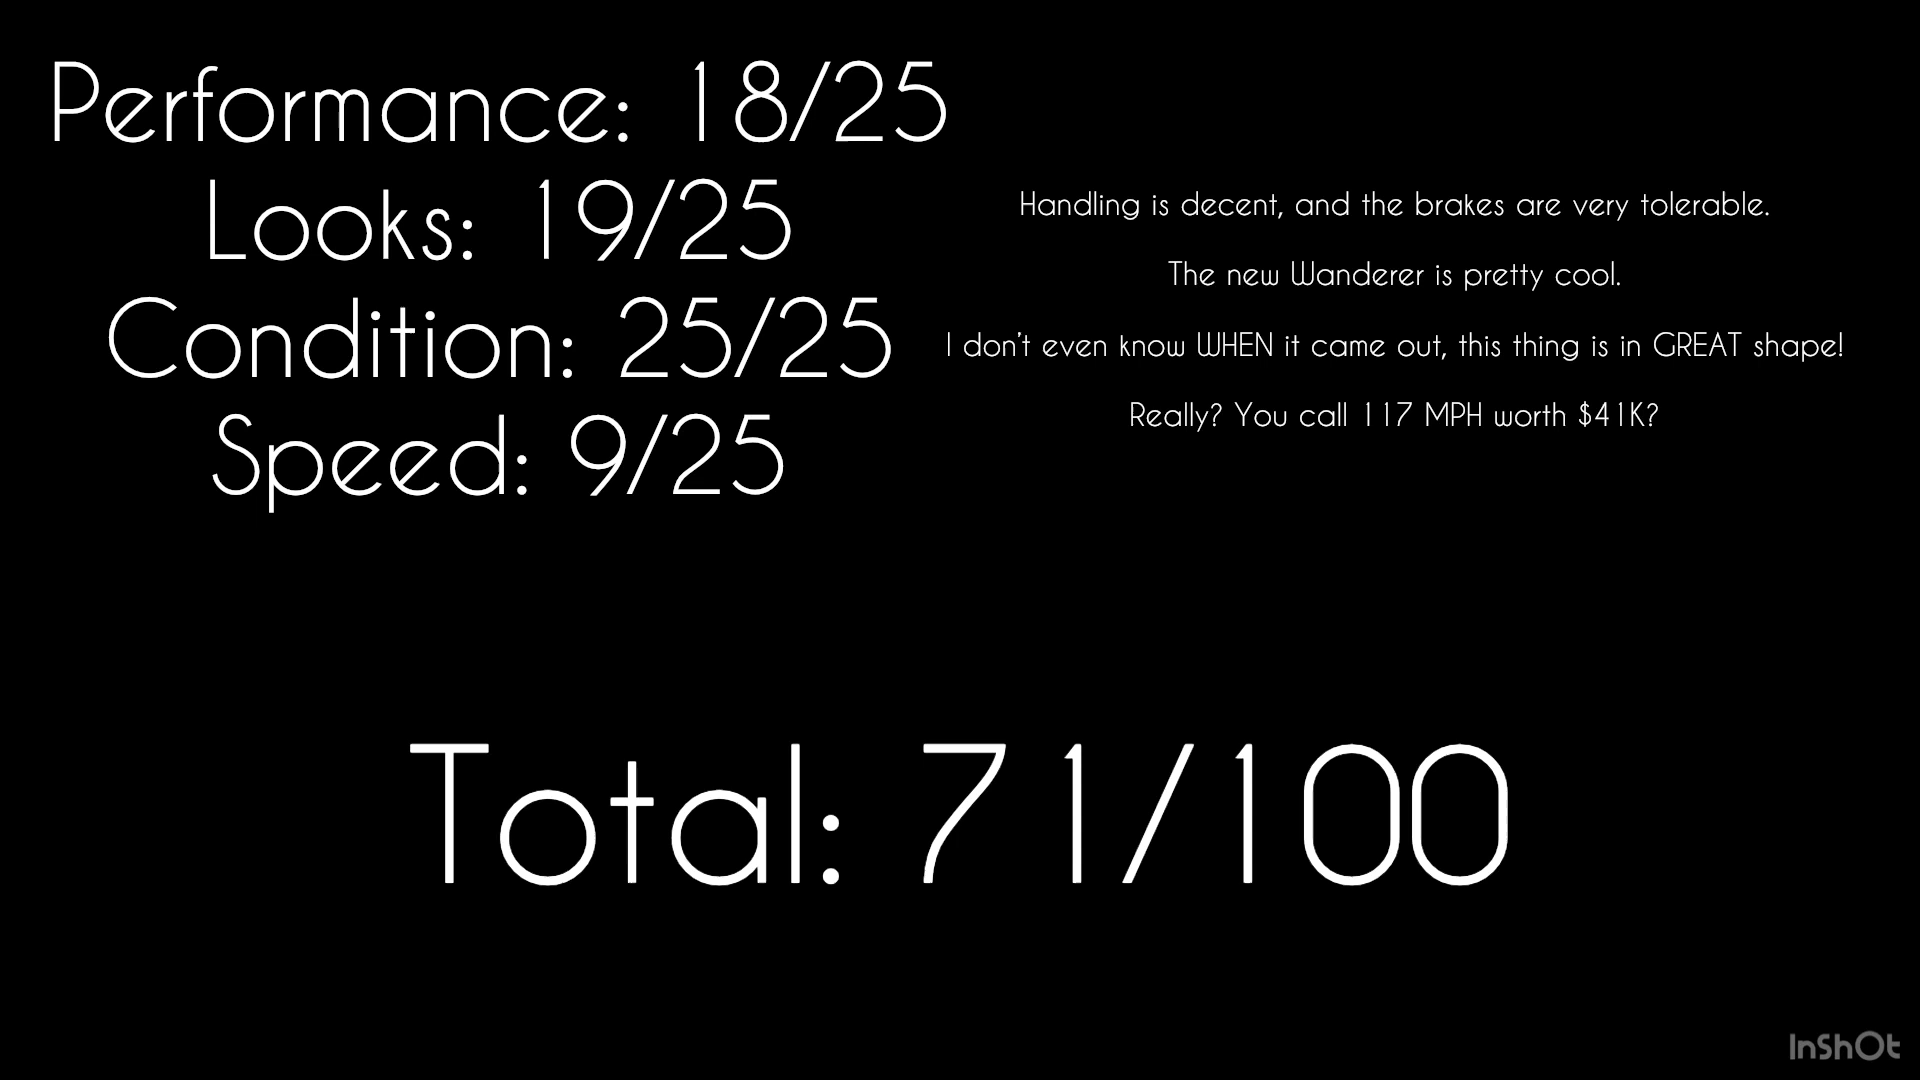 Performance: 18/25
Looks: 19/25
Condition: 25/25
Speed: 9/25
Handling is decent, and the brakes are very tolerable.
The new Wanderer is pretty cool.
I don't even know WHEN it came out, this thing is in GREAT shape!
Really? You call 117 MPH worth $41K?
Total: 71/100
InShOt